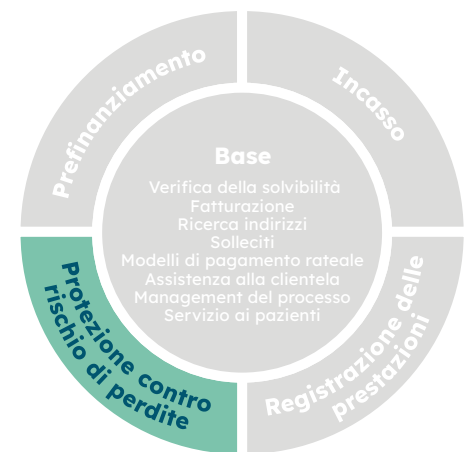 Prefinanziamento
Incasso
Base
Verifica della solvibilità
Fatturazione
Ricerca indirizzi
Solleciti
Modelli di pagamento rateale
Assistenza alla clientela
Management del processo
Servizio ai pazienti
Protezione contro
rischio di perdite
Registrazione delle
prestazioni